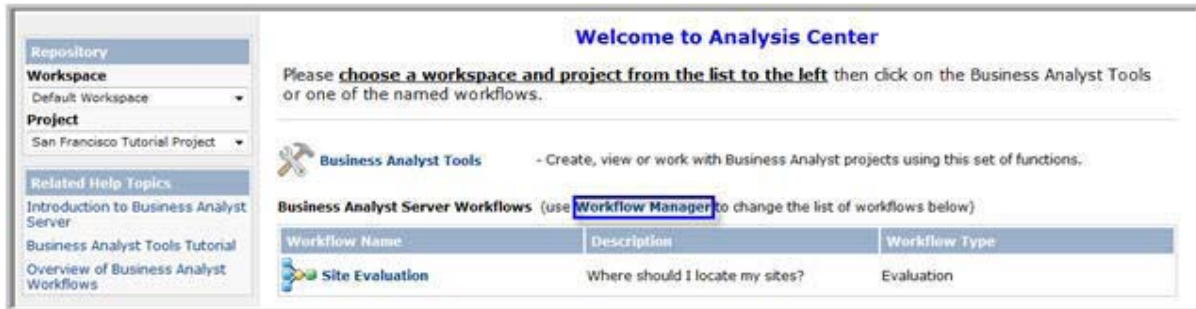 Repository
Workspace
Default Workspace
Project
San Francisco Tutorial Project
Related Help Topics
Introduction to Business Analyst
Server
Business Analyst Tools Tutorial
Overview of Business Analyst
Workflows
Welcome to Analysis Center
Please choose a workspace and project from the list to the left then click on the Business Analyst Tools
or one of the named workflows.
Business Analyst Tools - Create, view or work with Business Analyst projects using this set of functions.
Business Analyst Server Workflows (use Workflow Manager to change the list of workflows below)
Workflow Name Description Workflow Type
Site Evaluation Where should I locate my sites? Evaluation